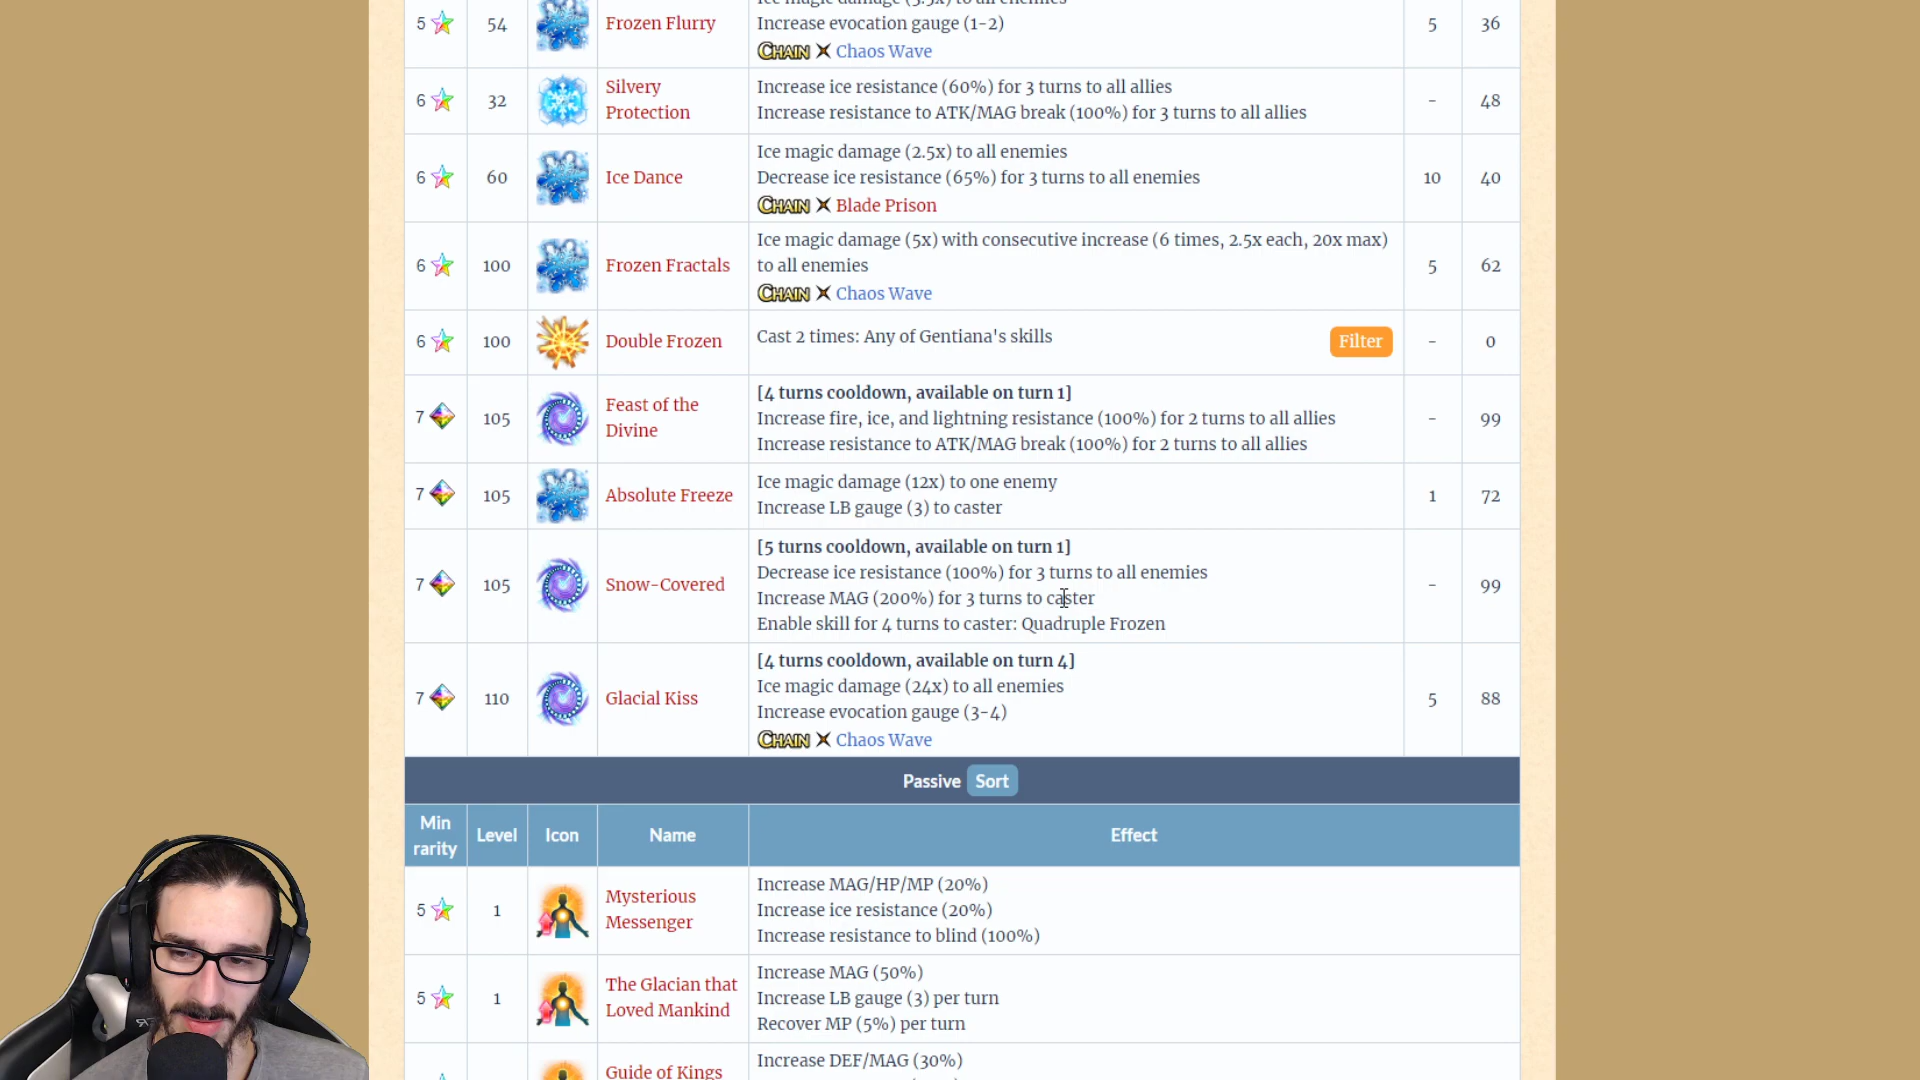 Ice magic damage (3.5x) to all enemies
5 54 Frozen Flurry Increase evocation gauge (1-2) 5 36
CHAIN Chaos Wave
6 32 Silvery Protection Increase ice resistance (60%) for 3 turns to all allies - 48
Increase resistance to ATK/MAG break (100%) for 3 turns to all allies
Ice magic damage (2.5x) to all enemies
6 60 Ice Dance Decrease ice resistance (65%) for 3 turns to all enemies 10 40
CHAIN Blade Prison
Ice magic damage (5x) with consecutive increase (6 times, 2.5x each, 20x max)
6 100 Frozen Fractals to all enemies 5 62
CHAIN Chaos Wave
6 100 Double Frozen Cast 2 times: Any of Gentiana's skills Filter - 0
[4 turns cooldown, available on turn 1]
7 105 Feast of the Divine Increase fire, ice, and lightning resistance (100%) for 2 turns to all allies - 99
Increase resistance to ATK/MAG break (100%) for 2 turns to all allies
7 105 Absolute Freeze Ice magic damage (12x) to one enemy 1 72
Increase LB gauge (3) to caster
[5 turns cooldown, available on turn 1]
Decrease ice resistance (100%) for 3 turns to all enemies
7 105 Snow-Covered Increase MAG (200%) for 3 turns to caster - 99
Enable skill for 4 turns to caster: Quadruple Frozen
[4 turns cooldown, available on turn 4]
Ice magic damage (24x) to all enemies
7 110 Glacial Kiss Increase evocation gauge (3-4) 5 88
CHAIN Chaos Wave
Passive Sort
Min rarity Level Icon Name Effect
Increase MAG/HP/MP (20%)
5 1 Mysterious Messenger Increase ice resistance (20%)
Increase resistance to blind (100%)
Increase MAG (50%)
5 1 The Glacian that Loved Mankind Increase LB gauge (3) per turn
Recover MP (5%) per turn
Guide of Kings Increase DEF/MAG (30%)